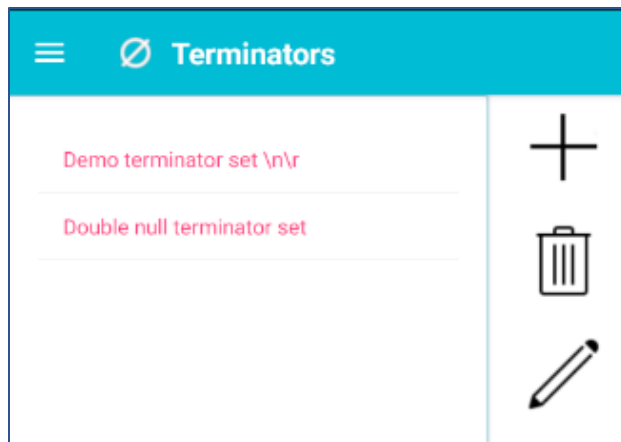 Terminators
Demo terminator set \n\r
Double null terminator set